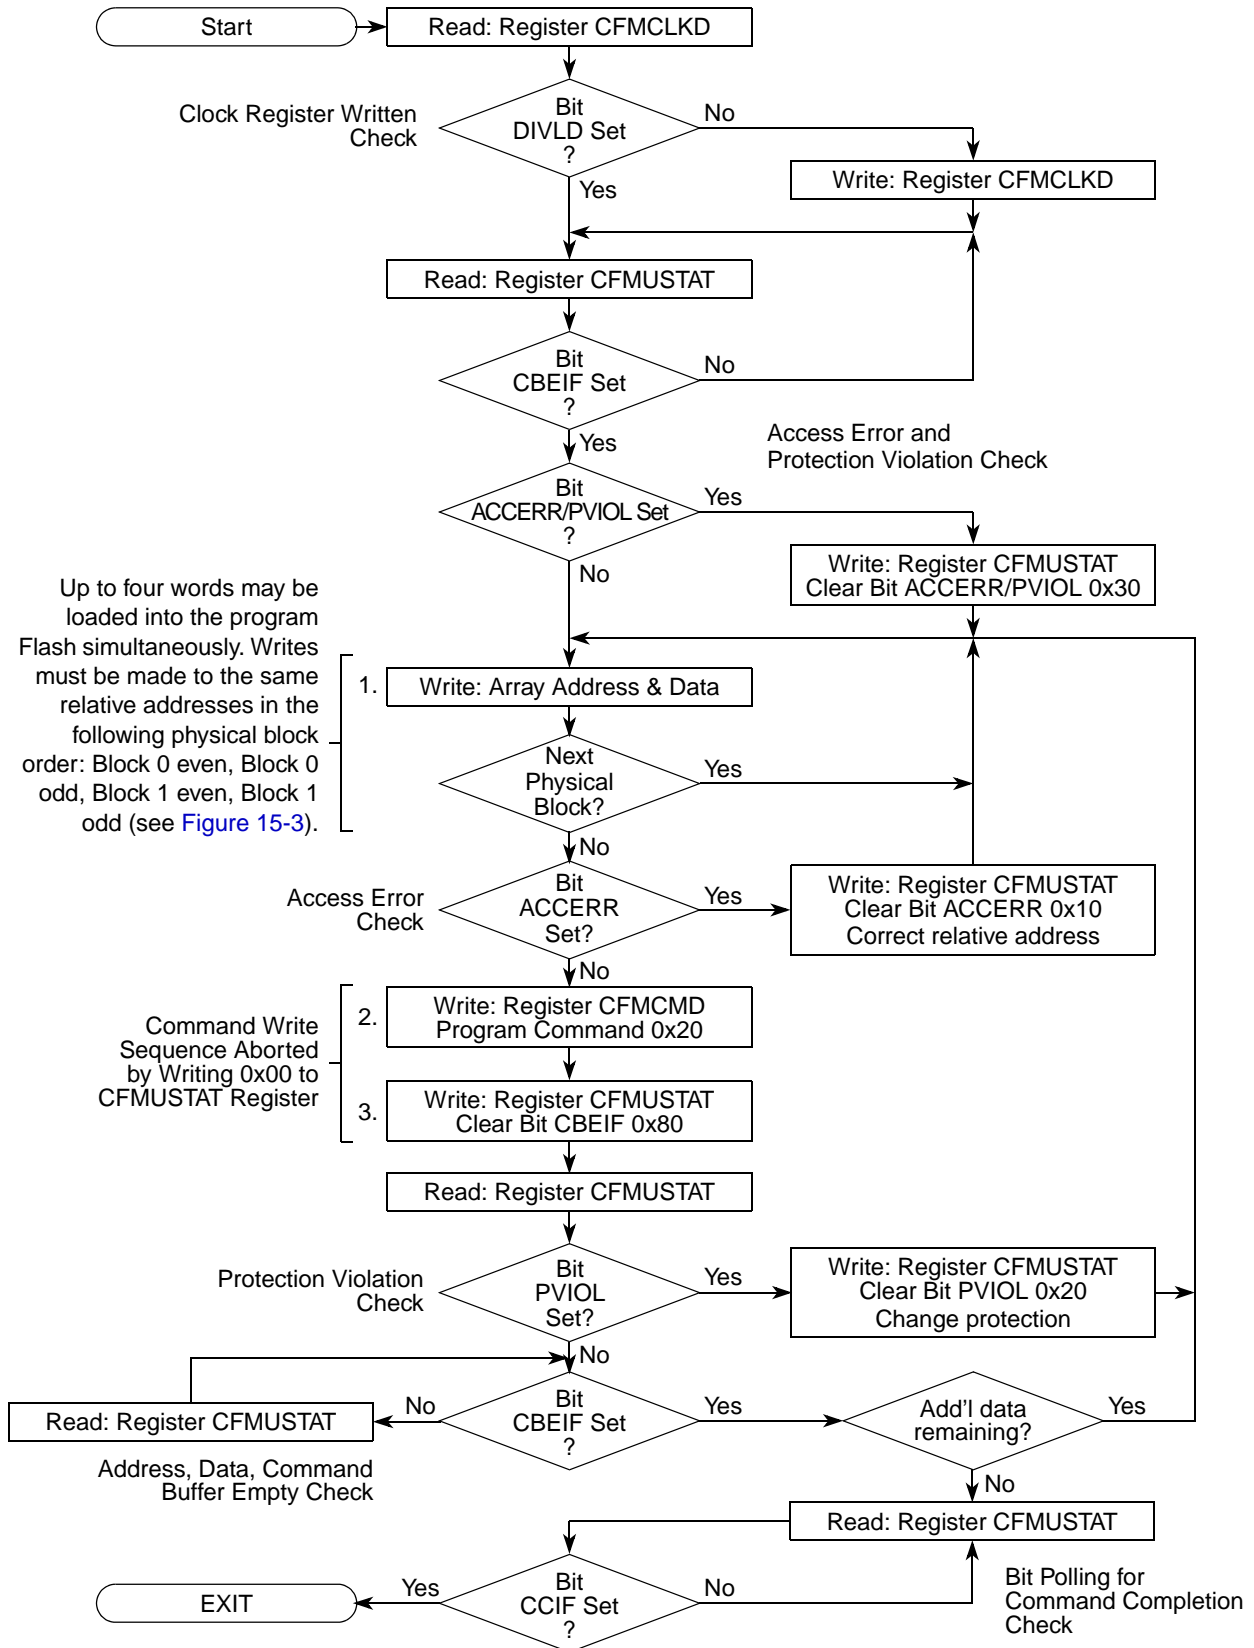 Start
Read: Register CFMCLKD
Clock Register Written
Check
Bit
DIVLD Set
?
No
Write: Register CFMCLKD
Yes
Read: Register CFMUSTAT
Bit
CBEIF Set
?
No
Yes
Access Error and
Protection Violation Check
Bit
ACCERR/PVIOL Set
?
Yes
Write: Register CFMUSTAT
Clear Bit ACCERR/PVIOL 0x30
No
Up to four words may be
loaded into the program
Flash simultaneously. Writes
must be made to the same
relative addresses in the
following physical block
order: Block 0 even, Block 0
odd, Block 1 even, Block 1
odd (see Figure 15-3).
1.
Write: Array Address & Data
Next
Physical
Block?
Yes
No
Access Error
Check
Bit
ACCERR
Set?
Yes
Write: Register CFMUSTAT
Clear Bit ACCERR 0x10
Correct relative address
No
Command Write
Sequence Aborted
by Writing 0x00 to
CFMUSTAT Register
2.
Write: Register CFMCMD
Program Command 0x20
3.
Write: Register CFMUSTAT
Clear Bit CBEIF 0x80
Read: Register CFMUSTAT
Protection Violation
Check
Bit
PVIOL
Set?
Yes
Write: Register CFMUSTAT
Clear Bit PVIOL 0x20
Change protection
No
Read: Register CFMUSTAT
No
Bit
CBEIF Set
?
Yes
Add'l data
remaining?
Yes
Address, Data, Command
Buffer Empty Check
No
Read: Register CFMUSTAT
EXIT
Yes
Bit
CCIF Set
?
No
Bit Polling for
Command Completion
Check